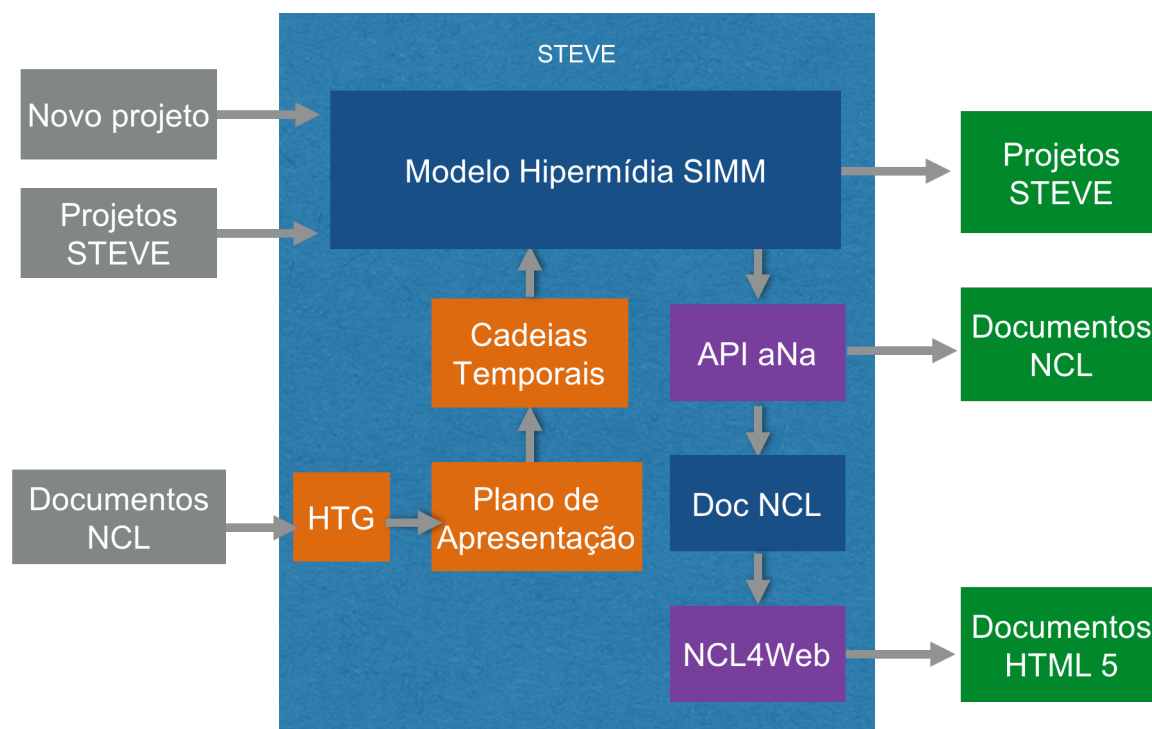 STEVE
Novo projeto
Modelo Hipermídia SIMM
Projetos
STEVE
Projetos
STEVE
Cadeias
Temporais
API aNa
Documentos
NCL
Documentos
NCL
HTG
Plano de
Apresentação
Doc NCL
NCL4Web
Documentos
HTML 5